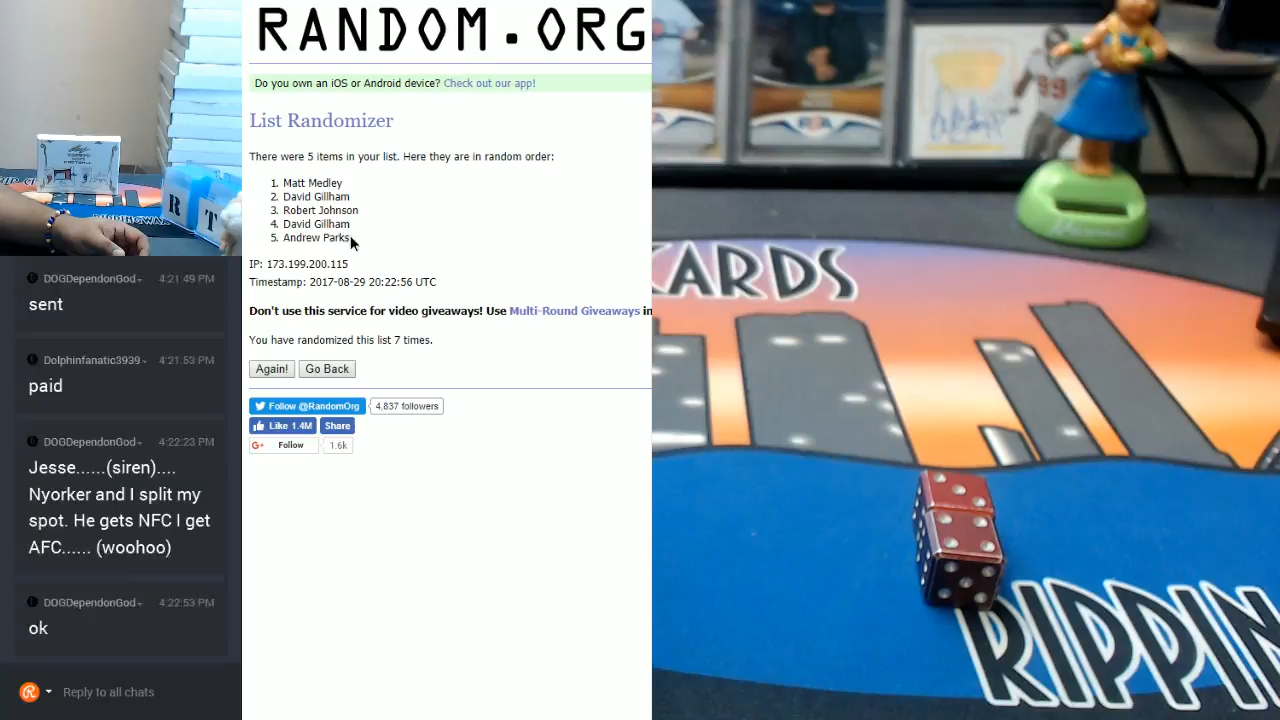 RANDOM.ORG
Do you own an iOS or Android device? Check out our app!
List Randomizer
There were 5 items in your list. Here they are in random order:
1. Matt Medley
2. David Gillham
3. Robert Johnson
4. David Gillham
5. Andrew Parks
IP: 173.199.200.115
Timestamp: 2017-08-29 20:22:56 UTC
Don't use this service for video giveaways! Use Multi-Round Giveaways in
You have randomized this list 7 times.
Again! Go Back
Follow @RandomOrg 4,837 followers
Like 1.4M Share
G+ Follow 1.6k
R T
DOGDependonGod 4:21:49 PM
sent
Dolphinfanatic3939 4:21:53 PM
paid
DOGDependonGod 4:22:23 PM
Jesse......(siren)....
Nyorker and I split my
spot. He gets NFC I get
AFC...... (woohoo)
DOGDependonGod 4:22:53 PM
ok
Reply to all chats
CARDS
RIPPIN
99